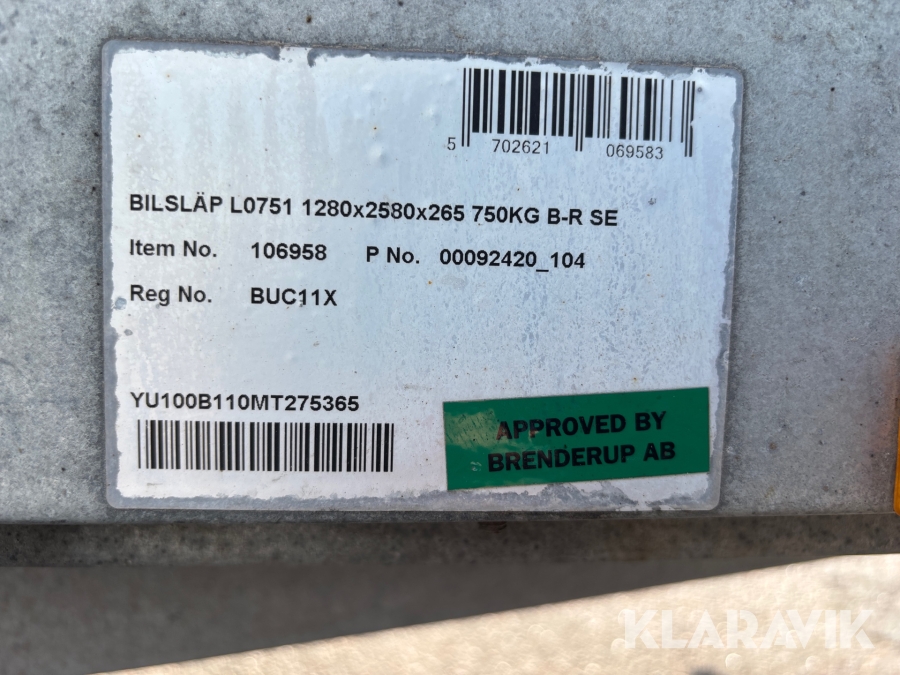 5 702621 069583
BILSLÄP L0751 1280x2580x265 750KG B-R SE
Item No. 106958 P No. 00092420_104
Reg No. BUC11X
YU100B110MT275365
APPROVED BY
BRENDERUP AB
KLARAVIK